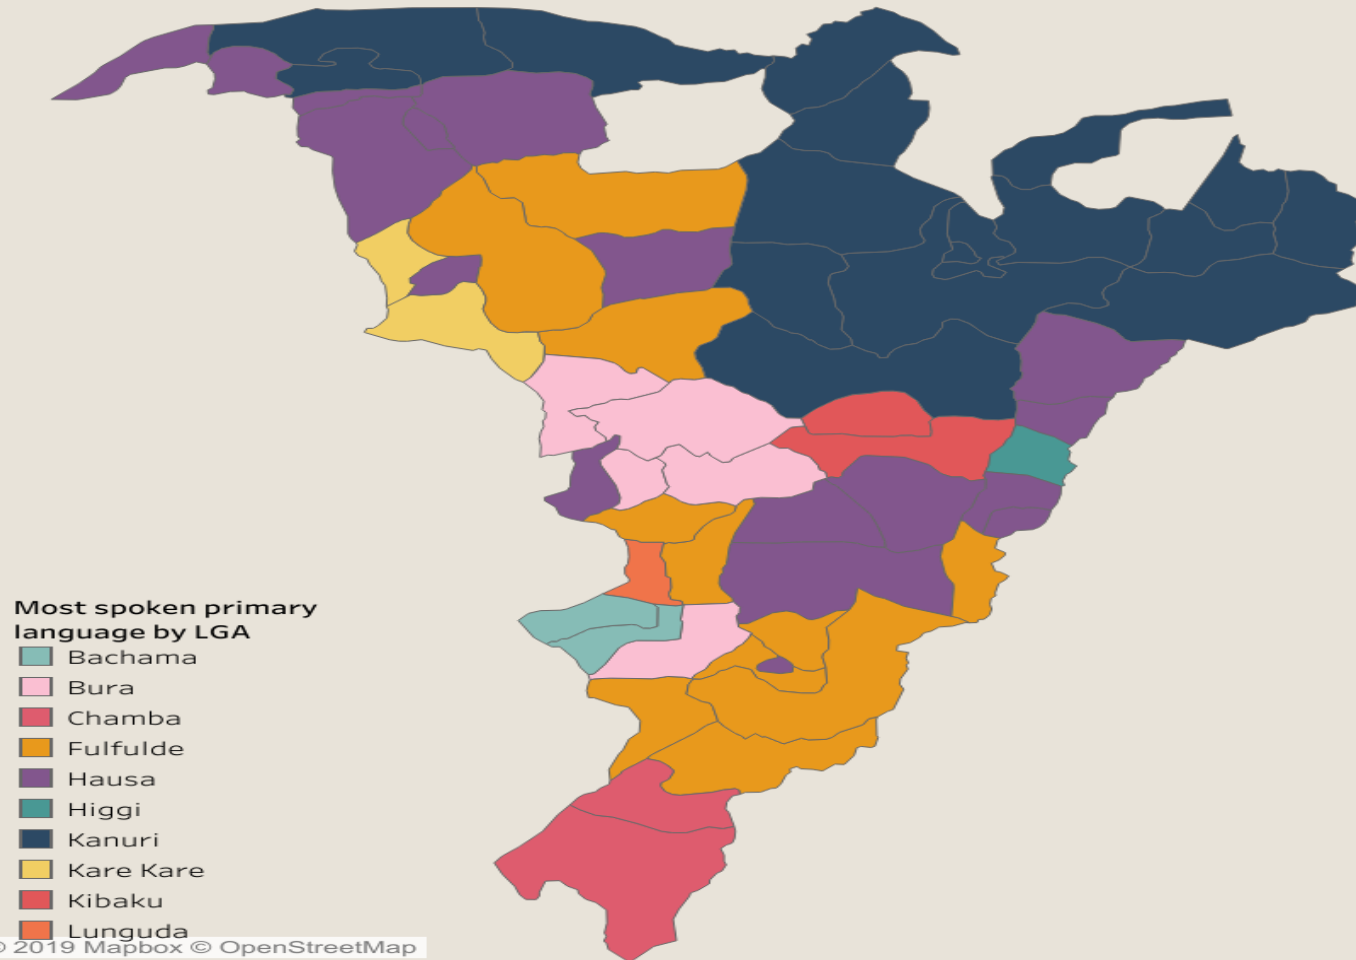 Most spoken primary
language by LGA
Bachama
Bura
Chamba
Fulfulde
Hausa
Higgi
Kanuri
Kare Kare
Kibaku
Lunguda
© 2019 Mapbox © OpenStreetMap